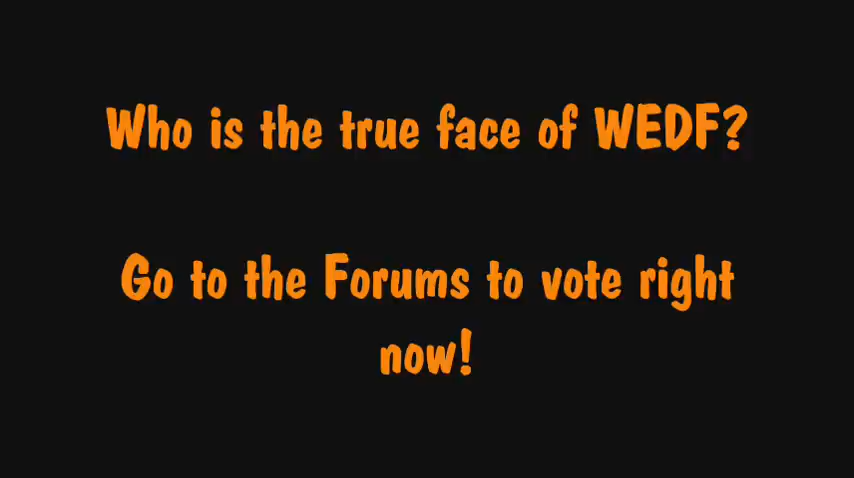 Who is the true face of WEDF?
Go to the Forums to vote right
now!